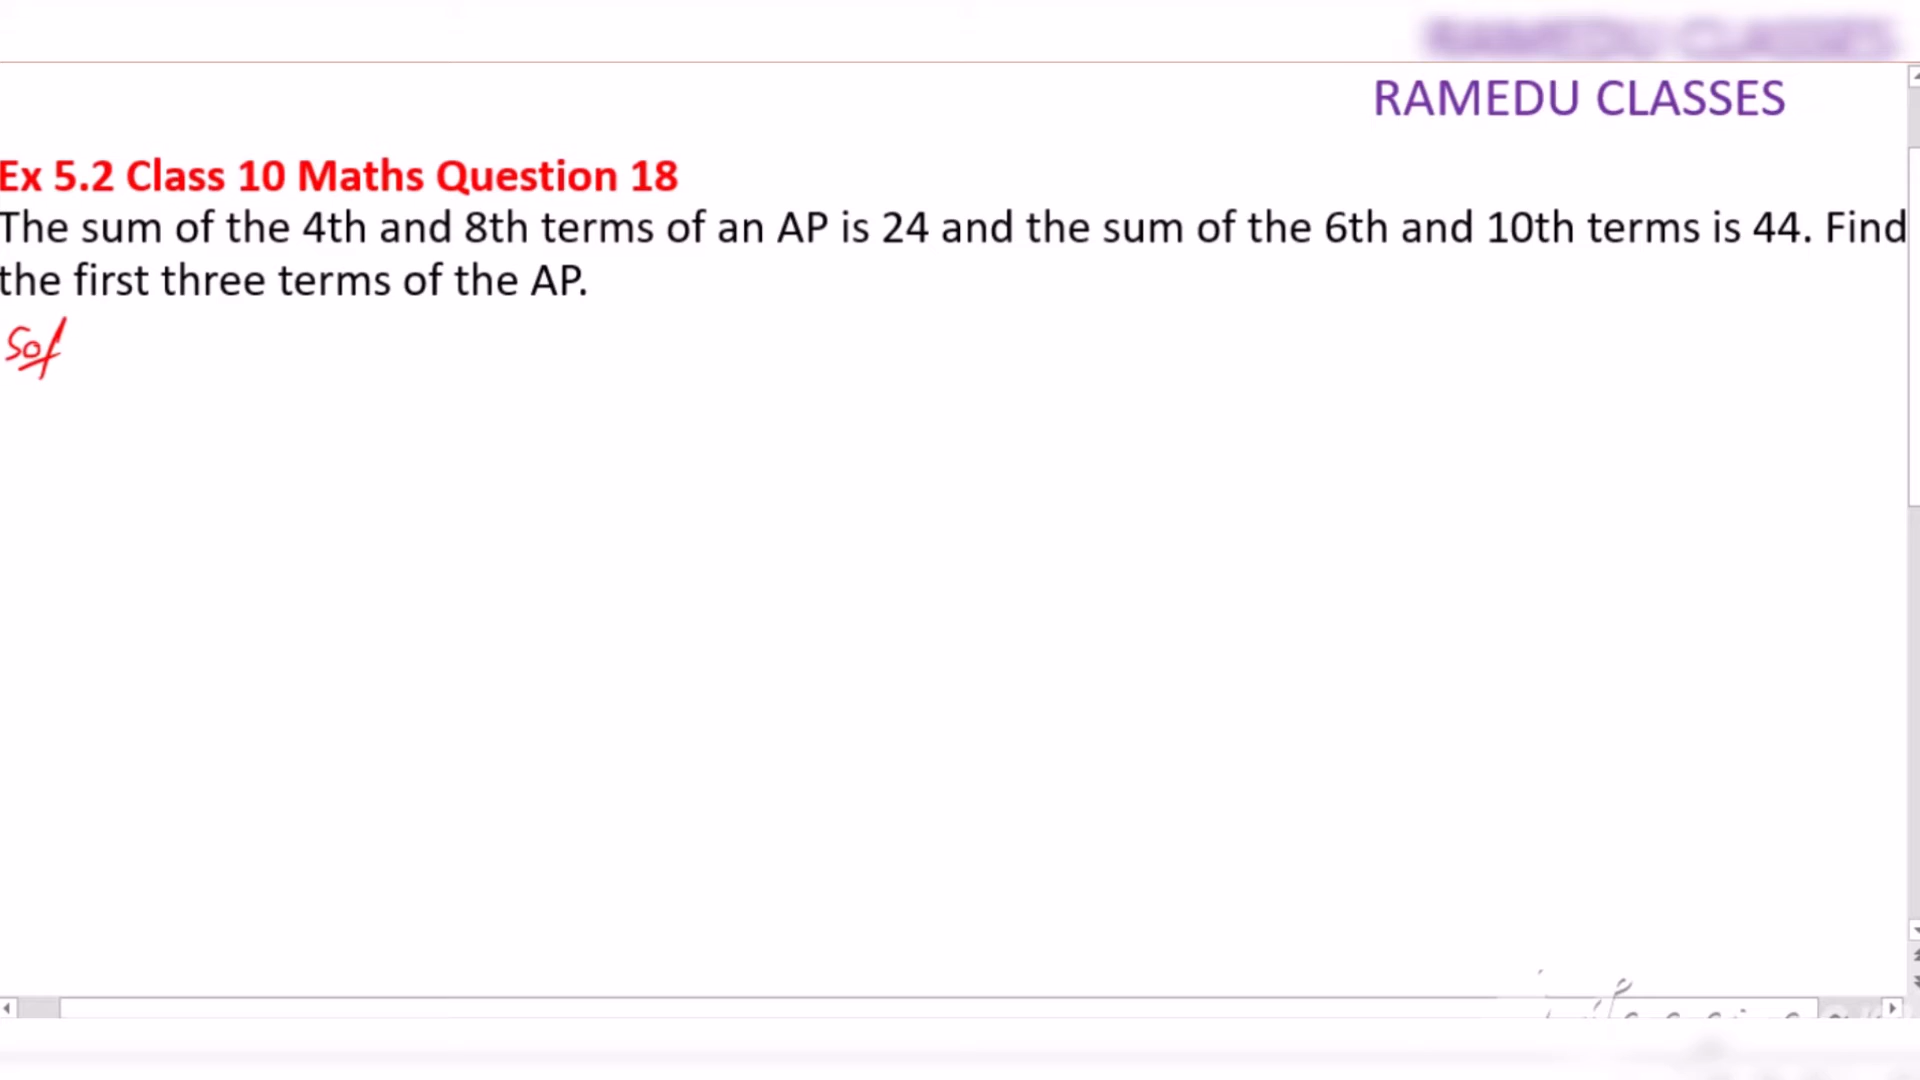 RAMEDU CLASSES
RAMEDU CLASSES
Ex 5.2 Class 10 Maths Question 18
The sum of the 4th and 8th terms of an AP is 24 and the sum of the 6th and 10th terms is 44. Find
the first three terms of the AP.
Sol